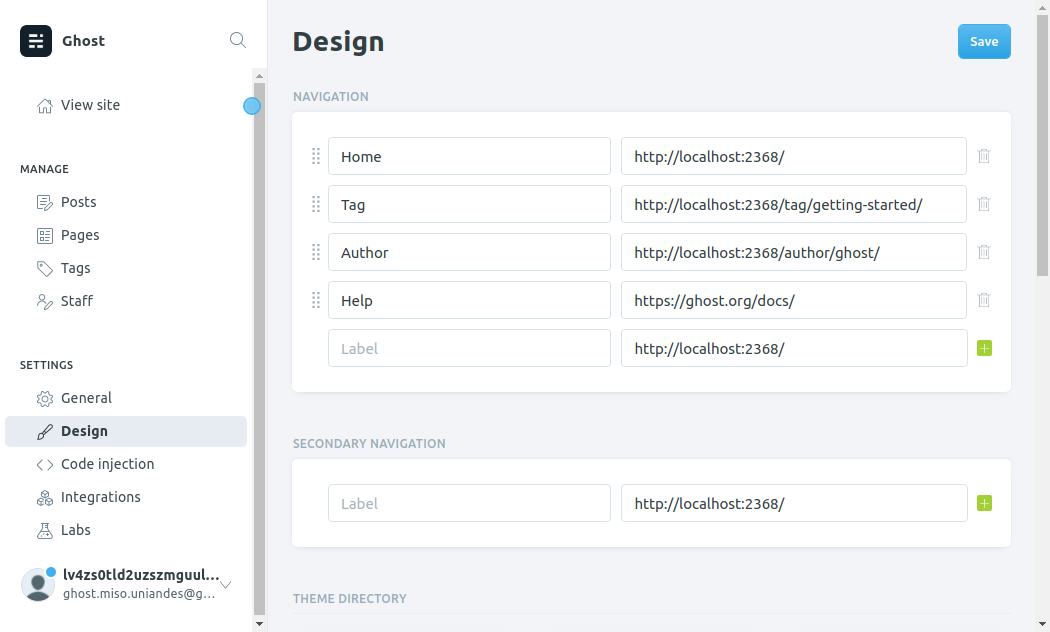 Ghost
View site
MANAGE
Posts
Pages
Tags
Staff
SETTINGS
General
Design
Code injection
Integrations
Labs
lv4zs0tld2uzszmguul...
ghost.miso.uniandes@g...
Design
Save
NAVIGATION
Home http://localhost:2368/
Tag http://localhost:2368/tag/getting-started/
Author http://localhost:2368/author/ghost/
Help https://ghost.org/docs/
Label http://localhost:2368/
SECONDARY NAVIGATION
Label http://localhost:2368/
THEME DIRECTORY